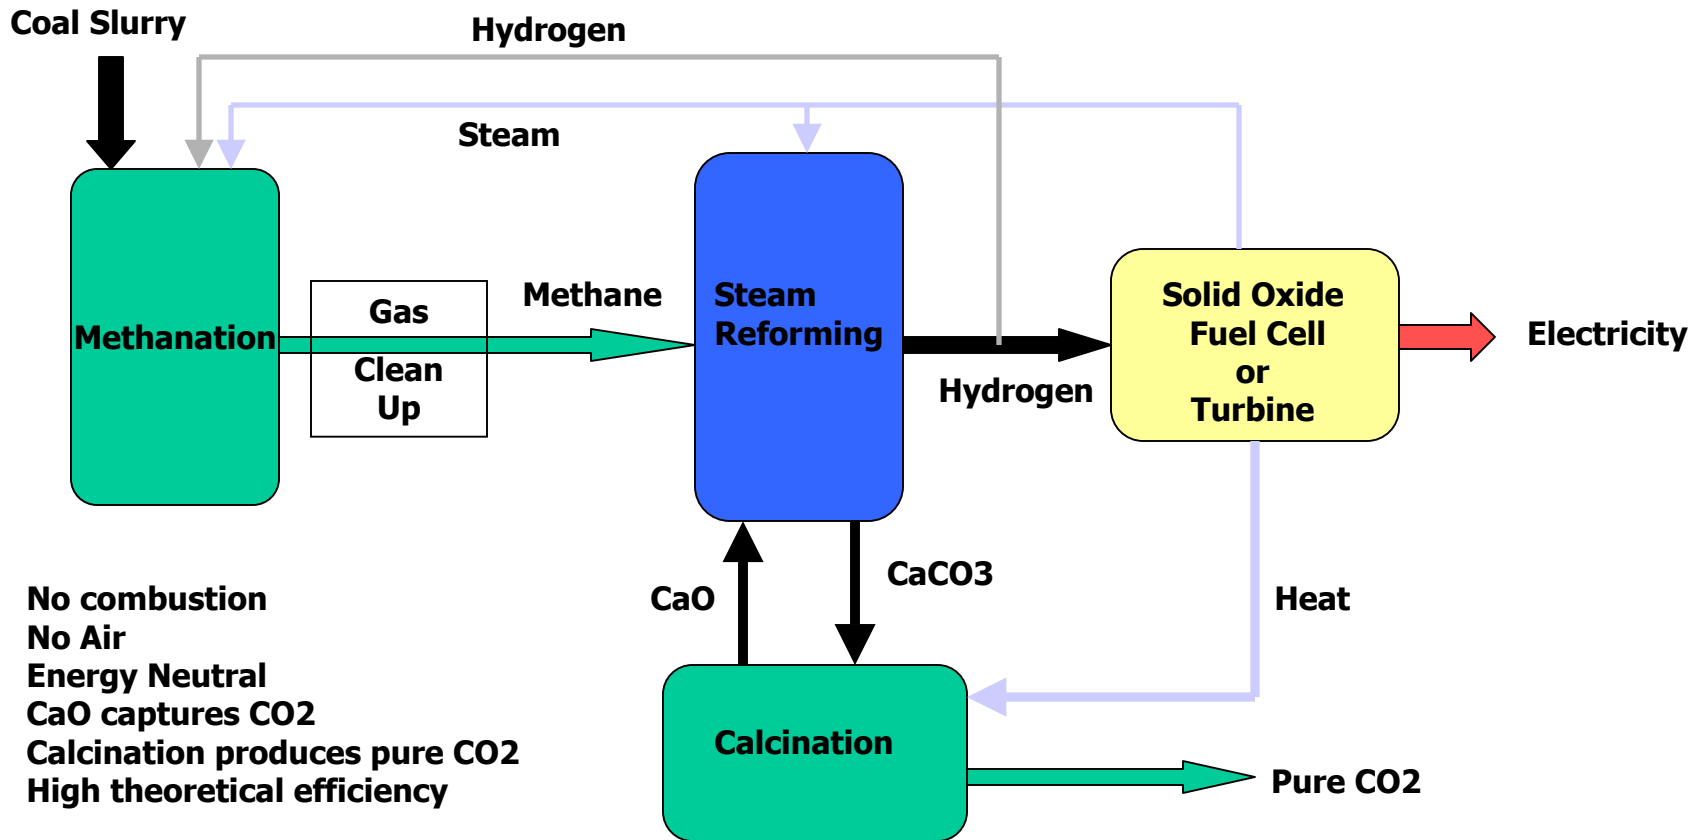 Coal Slurry
Hydrogen
Steam
Methanation
Gas
Clean
Up
Methane
Steam
Reforming
Hydrogen
Solid Oxide
Fuel Cell
or
Turbine
Electricity
CaO
CaCO3
Heat
No combustion
No Air
Energy Neutral
CaO captures CO2
Calcination produces pure CO2
High theoretical efficiency
Calcination
Pure CO2